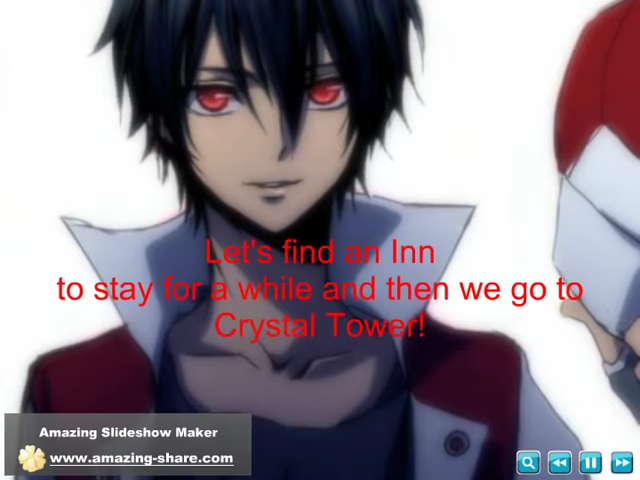 Let's find an Inn
to stay for a while and then we go to
Crystal Tower!
Amazing Slideshow Maker
www.amazing-share.com